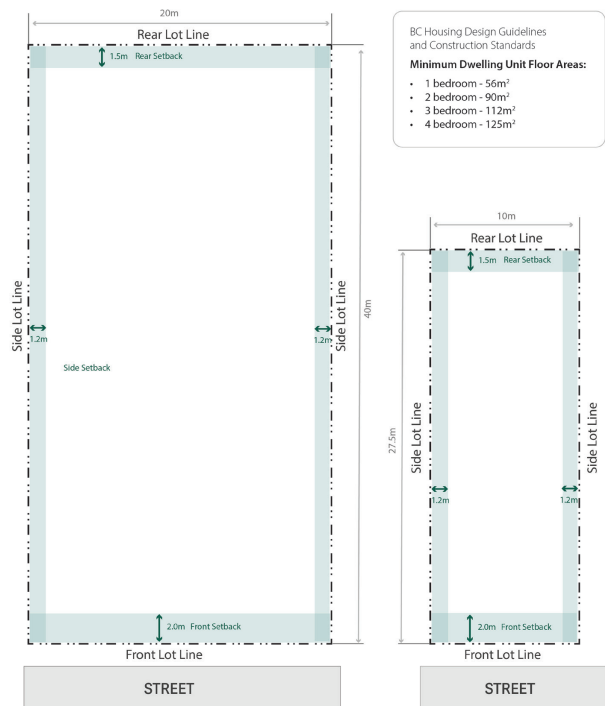 20m
Rear Lot Line
1.5m Rear Setback
Side Lot Line
1.2m
Side Setback
1.2m
Side Lot Line
40m
2.0m Front Setback
Front Lot Line
STREET
BC Housing Design Guidelines
and Construction Standards
Minimum Dwelling Unit Floor Areas:
• 1 bedroom - 56m²
• 2 bedroom - 90m²
• 3 bedroom - 112m²
• 4 bedroom - 125m²
10m
Rear Lot Line
1.5m Rear Setback
27.5m
Side Lot Line
1.2m
1.2m
Side Lot Line
2.0m Front Setback
Front Lot Line
STREET